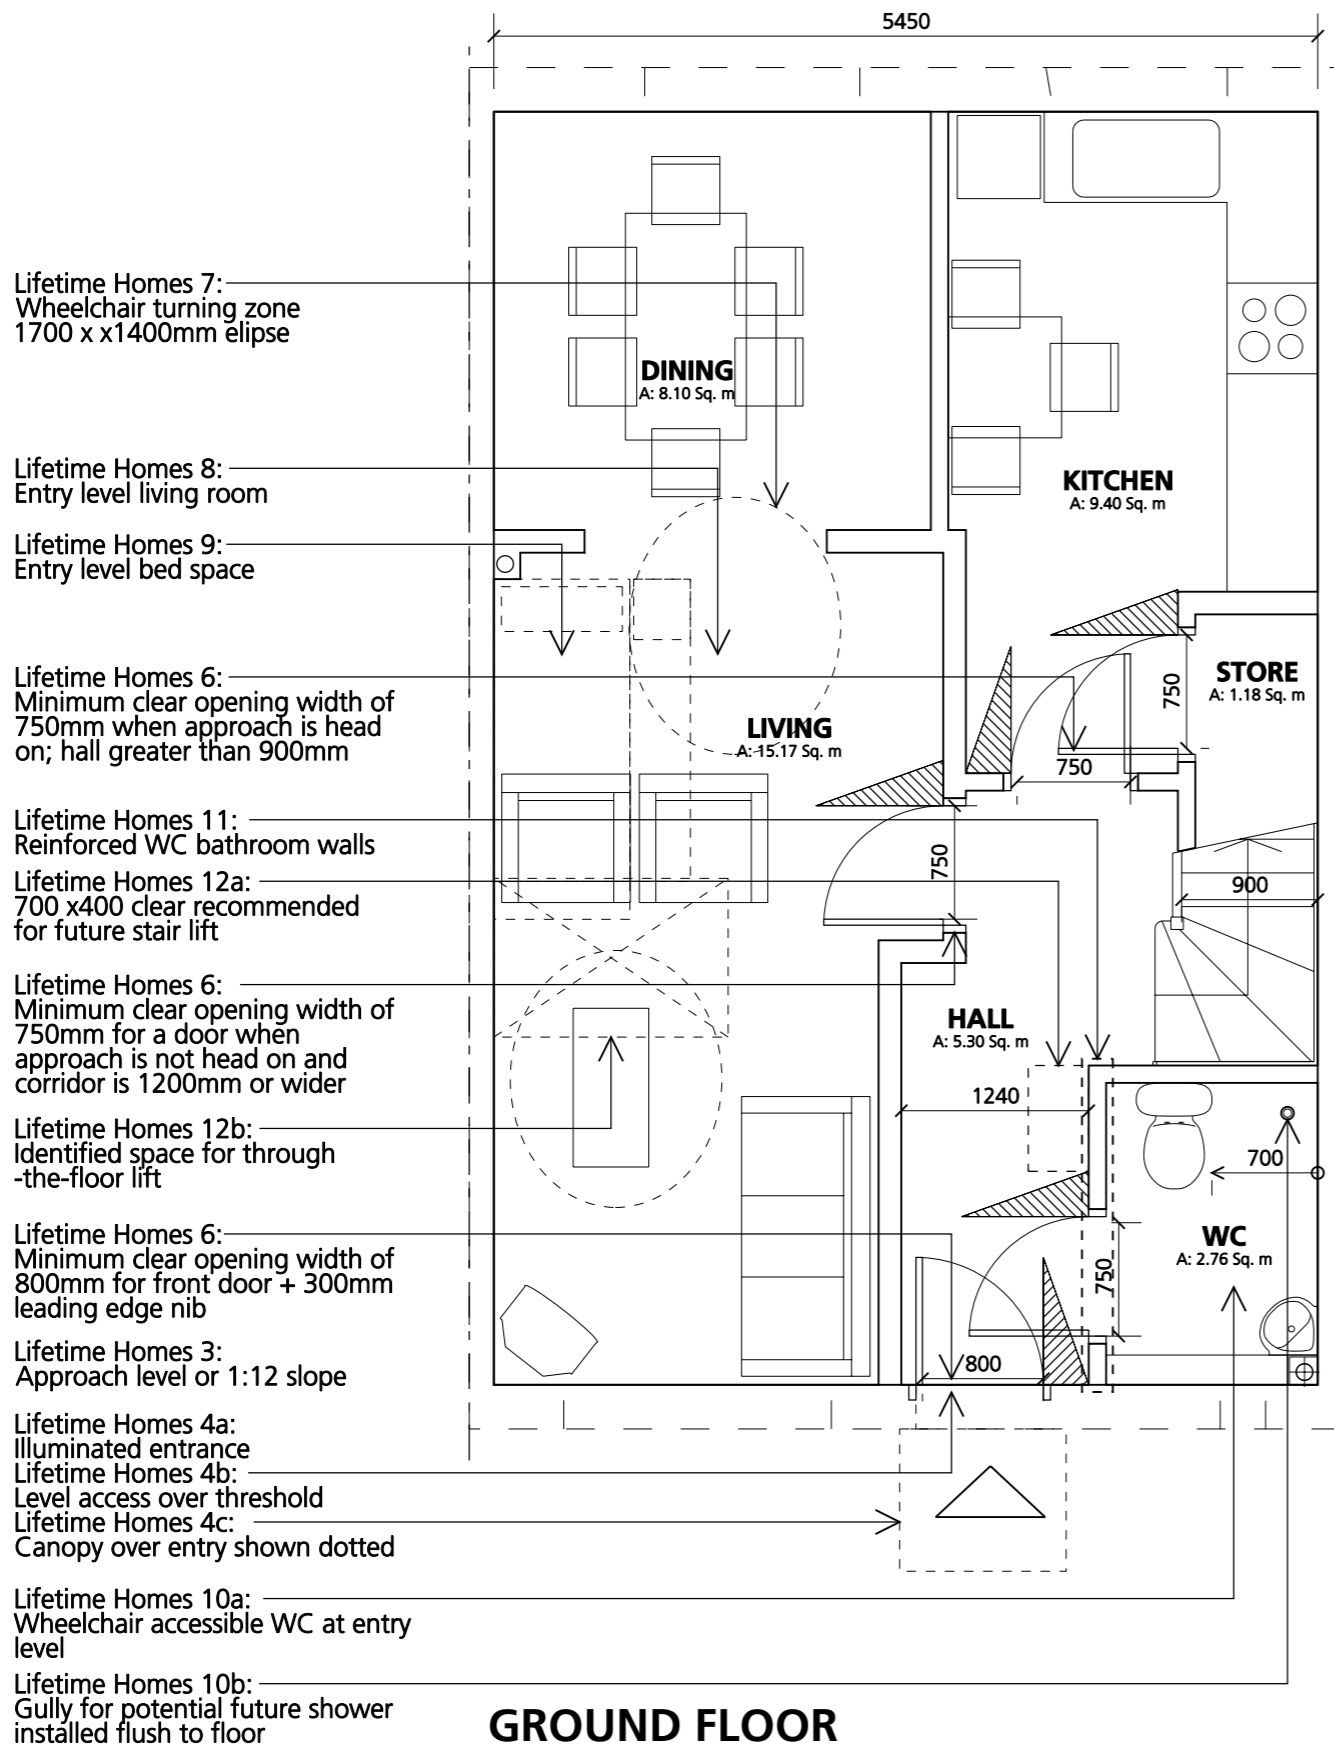 5450
Lifetime Homes 7:
Wheelchair turning zone
1700 x x1400mm elipse
DINING
A: 8.10 Sq. m
Lifetime Homes 8:
Entry level living room
KITCHEN
A: 9.40 Sq. m
Lifetime Homes 9:
Entry level bed space
Lifetime Homes 6:
Minimum clear opening width of
750mm when approach is head
on; hall greater than 900mm
STORE
A: 1.18 Sq. m
750
LIVING
A: 15.17 Sq. m
750
Lifetime Homes 11:
Reinforced WC bathroom walls
750
Lifetime Homes 12a:
700 x400 clear recommended
for future stair lift
900
Lifetime Homes 6:
Minimum clear opening width of
750mm for a door when
approach is not head on and
corridor is 1200mm or wider
HALL
A: 5.30 Sq. m
1240
Lifetime Homes 12b:
Identified space for through
-the-floor lift
700
Lifetime Homes 6:
Minimum clear opening width of
800mm for front door + 300mm
leading edge nib
WC
A: 2.76 Sq. m
750
800
Lifetime Homes 3:
Approach level or 1:12 slope
Lifetime Homes 4a:
Illuminated entrance
Lifetime Homes 4b:
Level access over threshold
Lifetime Homes 4c:
Canopy over entry shown dotted
Lifetime Homes 10a:
Wheelchair accessible WC at entry
level
Lifetime Homes 10b:
Gully for potential future shower
installed flush to floor
GROUND FLOOR